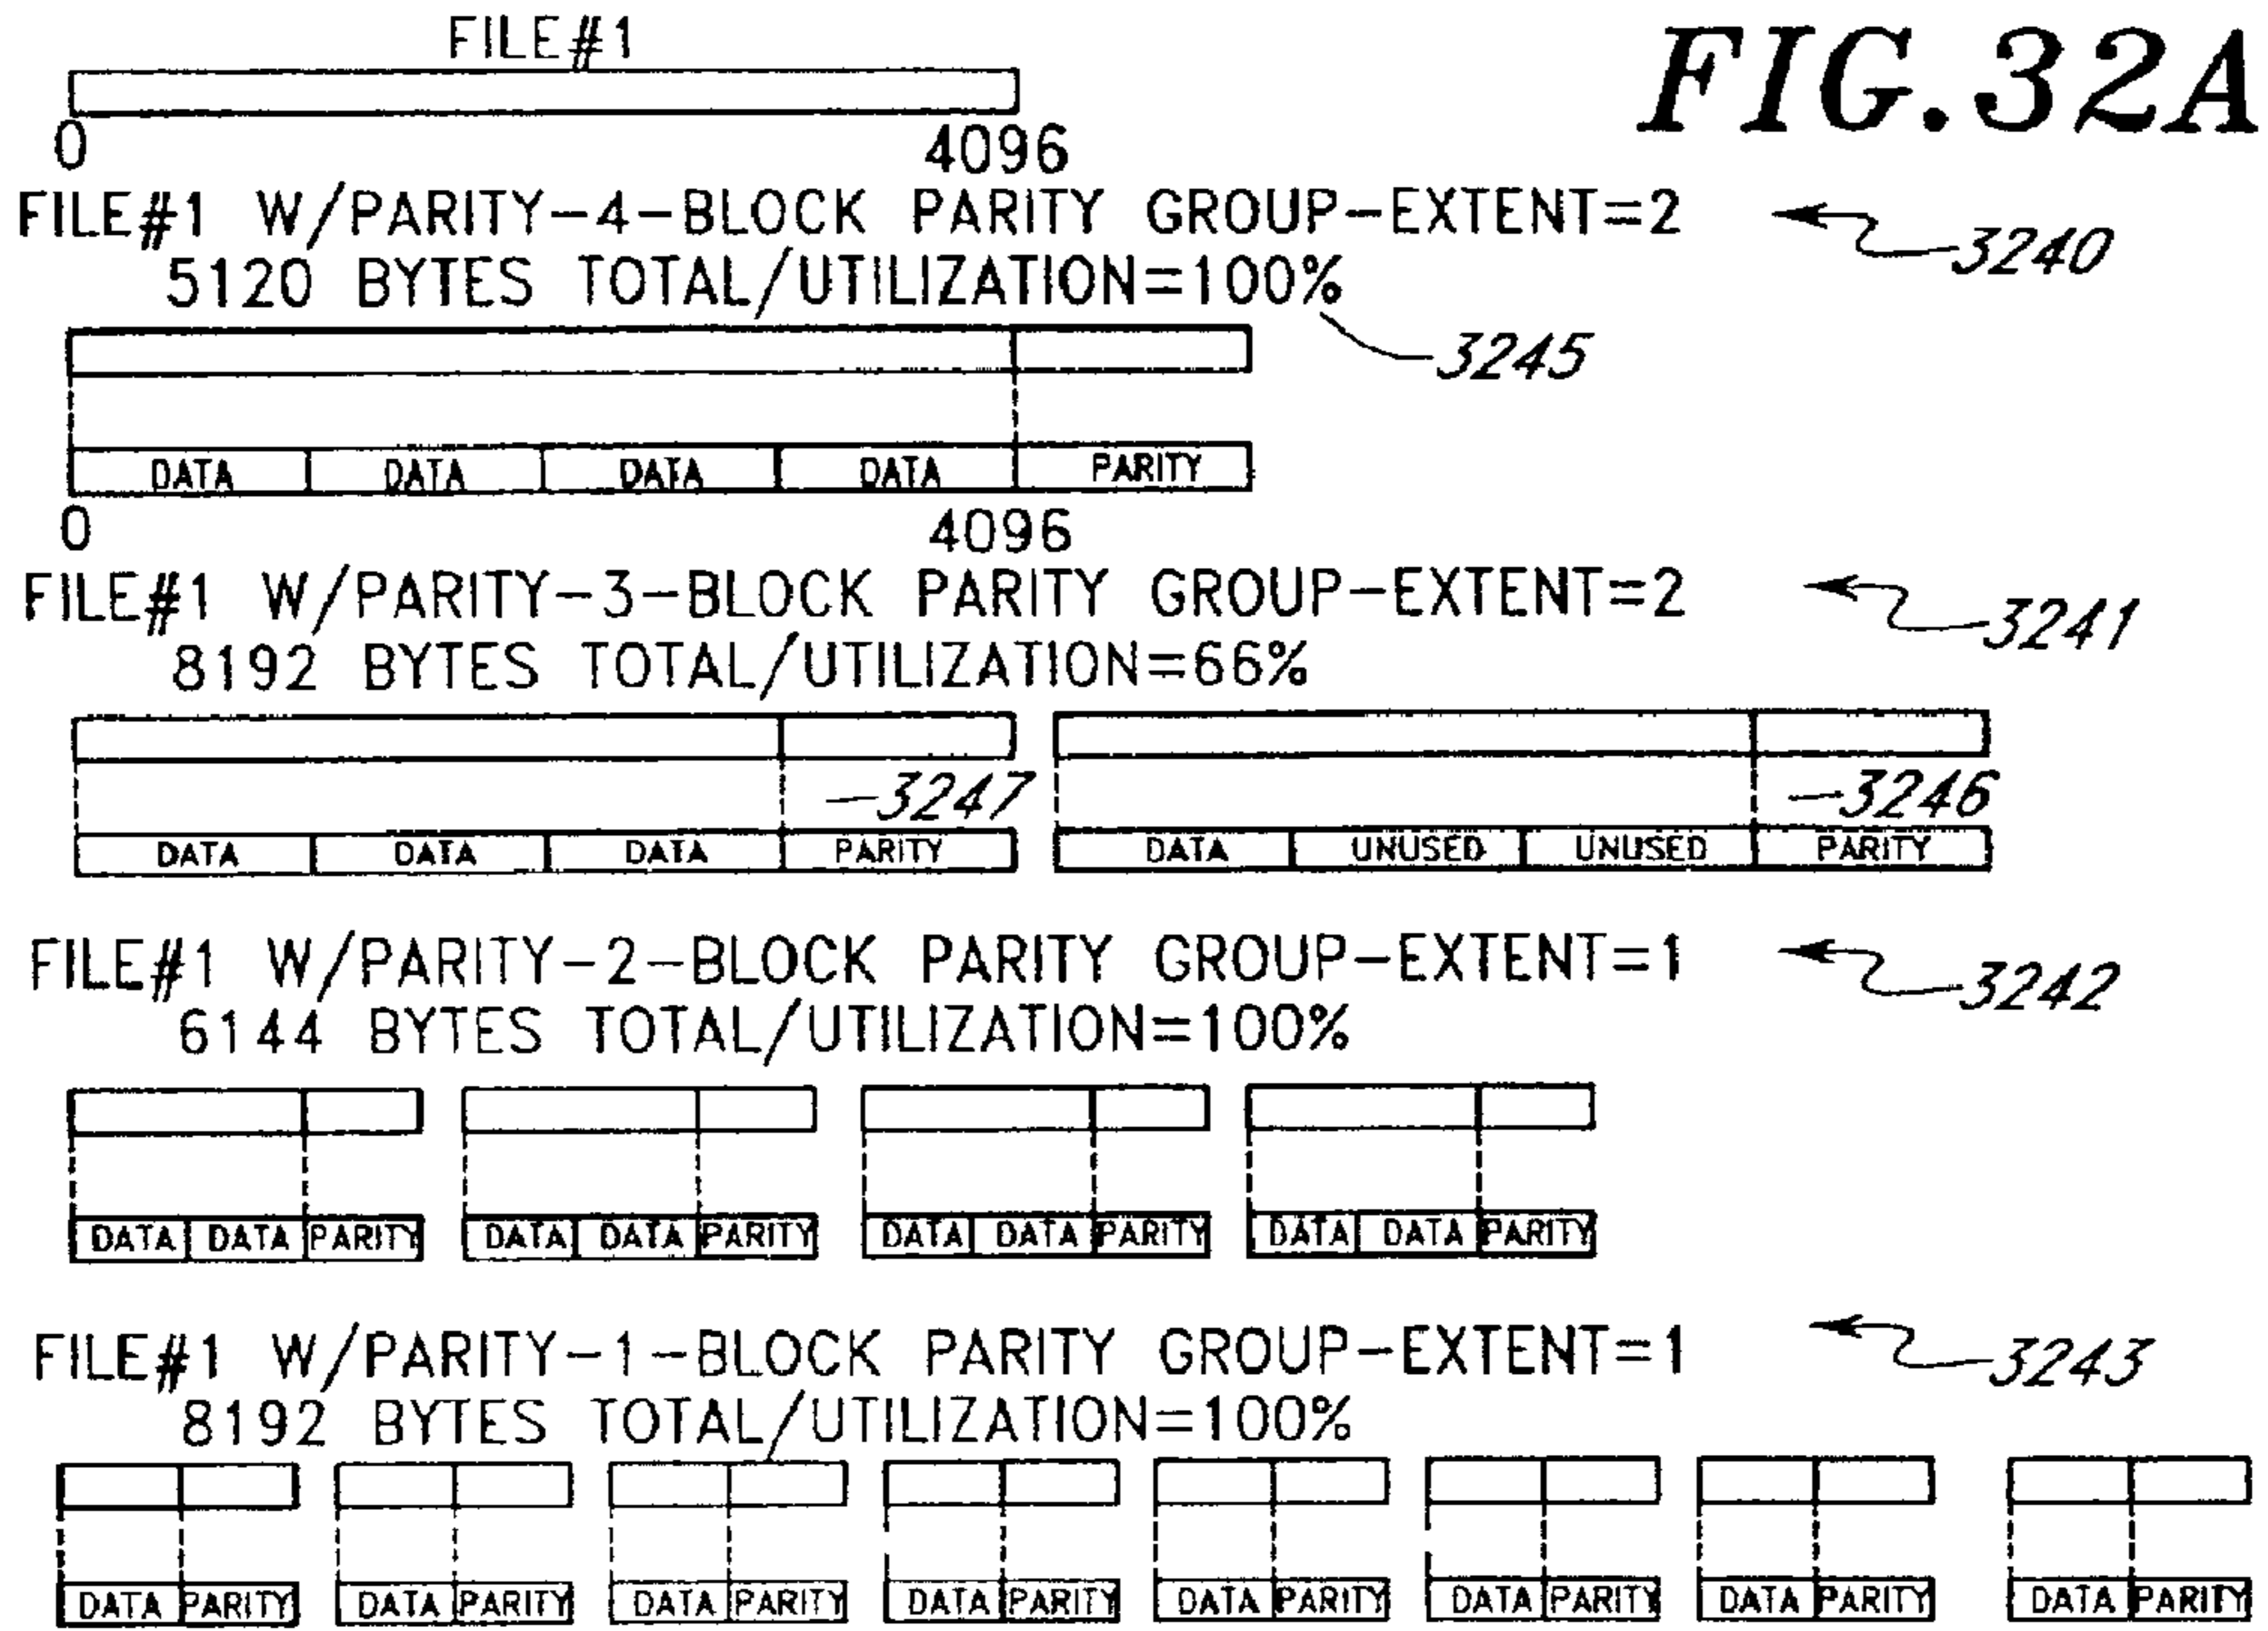 FILE#1
FIG.32A
0 4096
FILE#1 W/PARITY-4-BLOCK PARITY GROUP-EXTENT=2
3240
5120 BYTES TOTAL/UTILIZATION=100%
3245
DATA DATA DATA DATA PARITY
0 4096
FILE#1 W/PARITY-3-BLOCK PARITY GROUP-EXTENT=2
3241
8192 BYTES TOTAL/UTILIZATION=66%
3247 3246
DATA DATA DATA PARITY DATA UNUSED UNUSED PARITY
FILE#1 W/PARITY-2-BLOCK PARITY GROUP-EXTENT=1
3242
6144 BYTES TOTAL/UTILIZATION=100%
DATA DATA PARITY DATA DATA PARITY DATA DATA PARITY DATA DATA PARITY
FILE#1 W/PARITY-1-BLOCK PARITY GROUP-EXTENT=1
3243
8192 BYTES TOTAL/UTILIZATION=100%
DATA PARITY DATA PARITY DATA PARITY DATA PARITY DATA PARITY DATA PARITY DATA PARITY DATA PARITY